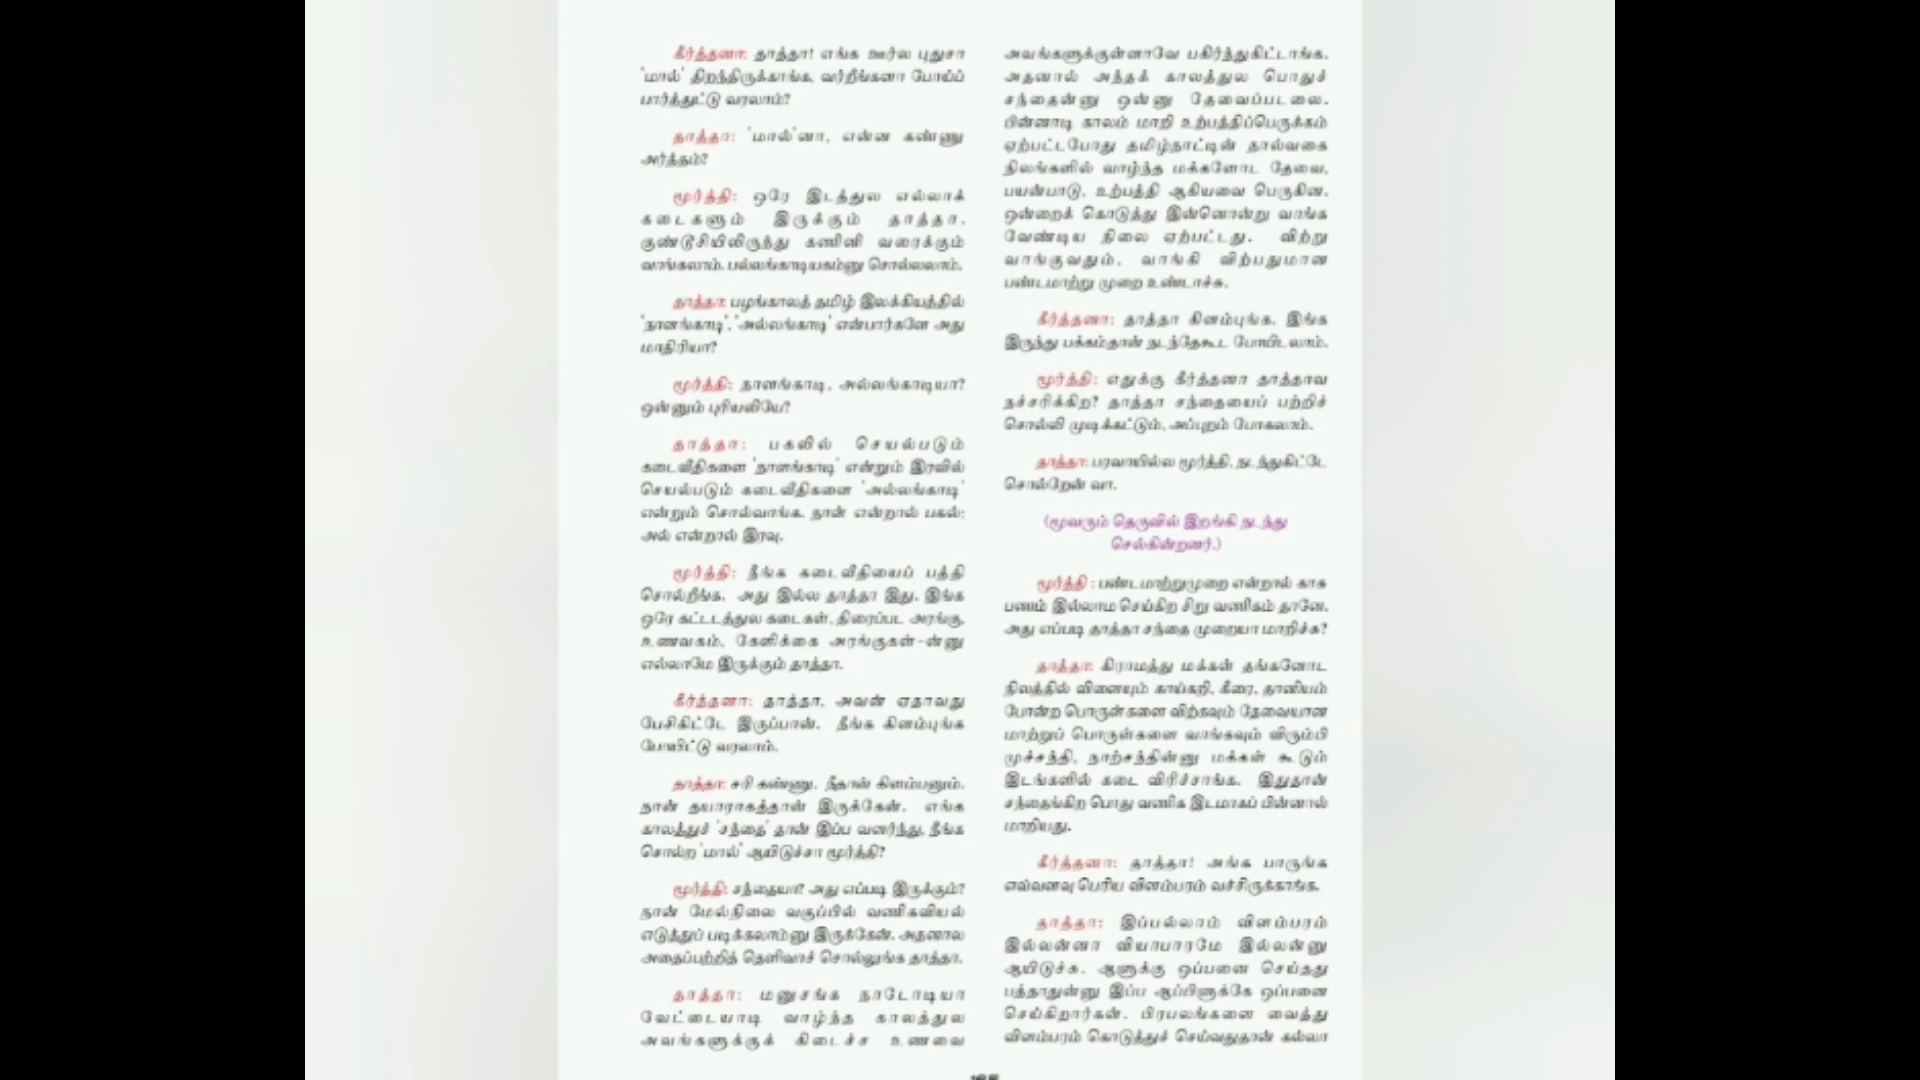 கீர்த்தனா: தாத்தா! எங்க ஊர்ல புதுசா
'மால்' திறந்திருக்காங்க, வர்றீங்களா போய்ப்
பார்த்துட்டு வரலாம்?
தாத்தா: 'மால்'னா, என்ன கண்ணு
அர்த்தம்?
மூர்த்தி: ஒரே இடத்துல எல்லாக்
கடைகளும் இருக்கும் தாத்தா.
குண்டூசியிலிருந்து கணினி வரைக்கும்
வாங்கலாம். பல்லங்காடியகம்னு சொல்லலாம்.
தாத்தா: பழங்காலத் தமிழ் இலக்கியத்தில்
'நாளங்காடி', 'அல்லங்காடி' என்பார்களே அது
மாதிரியா?
மூர்த்தி: நாளங்காடி, அல்லங்காடியா?
ஒன்னும் புரியலியே?
தாத்தா: பகலில் செயல்படும்
கடைவீதிகளை 'நாளங்காடி' என்றும் இரவில்
செயல்படும் கடைவீதிகளை 'அல்லங்காடி'
என்றும் சொல்வாங்க. நாள் என்றால் பகல்;
அல் என்றால் இரவு.
மூர்த்தி: நீங்க கடைவீதியைப் பத்தி
சொல்றீங்க. அது இல்ல தாத்தா இது. இங்க
ஒரே கட்டடத்துல கடைகள், திரைப்பட அரங்கு,
உணவகம், கேளிக்கை அரங்குகள்-ன்னு
எல்லாமே இருக்கும் தாத்தா.
கீர்த்தனா: தாத்தா, அவன் ஏதாவது
பேசிகிட்டே இருப்பான். நீங்க கிளம்புங்க
போயிட்டு வரலாம்.
தாத்தா: சரி கண்ணு, நீதான் கிளம்பனும்.
நான் தயாராகத்தான் இருக்கேன். எங்க
காலத்துச் 'சந்தை' தான் இப்ப வளர்ந்து, நீங்க
சொல்ற 'மால்' ஆயிடுச்சா மூர்த்தி?
மூர்த்தி: சந்தையா? அது எப்படி இருக்கும்?
நான் மேல்நிலை வகுப்பில் வணிகவியல்
எடுத்துப் படிக்கலாம்னு இருக்கேன். அதனால
அதைப்பற்றித் தெளிவாச் சொல்லுங்க தாத்தா.
தாத்தா: மனுசங்க நாடோடியா
வேட்டையாடி வாழ்ந்த காலத்துல
அவங்களுக்குக் கிடைச்ச உணவை
அவங்களுக்குள்ளாவே பகிர்ந்துகிட்டாங்க.
அதனால் அந்தக் காலத்துல பொதுச்
சந்தைன்னு ஒன்னு தேவைப்படலை.
பின்னாடி காலம் மாறி உற்பத்திப்பெருக்கம்
ஏற்பட்டபோது தமிழ்நாட்டின் நால்வகை
நிலங்களில் வாழ்ந்த மக்களோட தேவை,
பயன்பாடு, உற்பத்தி ஆகியவை பெருகின.
ஒன்றைக் கொடுத்து இன்னொன்று வாங்க
வேண்டிய நிலை ஏற்பட்டது. விற்று
வாங்குவதும், வாங்கி விற்பதுமான
பண்டமாற்று முறை உண்டாச்சு.
கீர்த்தனா: தாத்தா கிளம்புங்க. இங்க
இருந்து பக்கம்தான் நடந்தேகூட போயிடலாம்.
மூர்த்தி: எதுக்கு கீர்த்தனா தாத்தாவ
நச்சரிக்கிற? தாத்தா சந்தையைப் பற்றிச்
சொல்லி முடிக்கட்டும், அப்புறம் போகலாம்.
தாத்தா: பரவாயில்ல மூர்த்தி, நடந்துகிட்டே
சொல்றேன் வா.
(மூவரும் தெருவில் இறங்கி நடந்து
செல்கின்றனர்.)
மூர்த்தி : பண்டமாற்றுமுறை என்றால் காசு
பணம் இல்லாம செய்கிற சிறு வணிகம் தானே.
அது எப்படி தாத்தா சந்தை முறையா மாறிச்சு?
தாத்தா: கிராமத்து மக்கள் தங்களோட
நிலத்தில் விளையும் காய்கறி, கீரை, தானியம்
போன்ற பொருள்களை விற்கவும் தேவையான
மாற்றுப் பொருள்களை வாங்கவும் விரும்பி
முச்சந்தி, நாற்சந்தின்னு மக்கள் கூடும்
இடங்களில் கடை விரிச்சாங்க. இதுதான்
சந்தைங்கிற பொது வணிக இடமாகப் பின்னால்
மாறியது.
கீர்த்தனா: தாத்தா! அங்க பாருங்க
எவ்வளவு பெரிய விளம்பரம் வச்சிருக்காங்க.
தாத்தா: இப்பல்லாம் விளம்பரம்
இல்லன்னா வியாபாரமே இல்லன்னு
ஆயிடுச்சு. ஆளுக்கு ஒப்பனை செய்தது
பத்தாதுன்னு இப்ப ஆப்பிளுக்கே ஒப்பனை
செய்கிறார்கள். பிரபலங்களை வைத்து
விளம்பரம் கொடுத்துச் செய்வதுதான் கல்லா